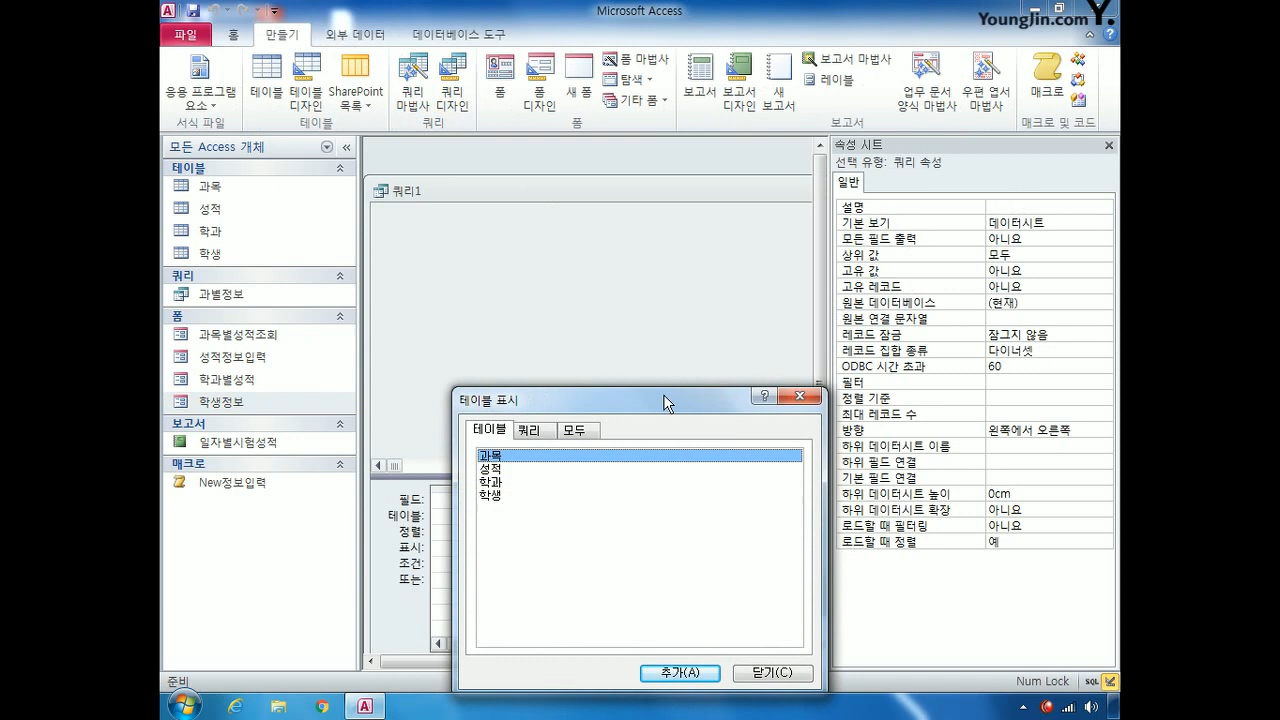 Microsoft Access
YoungJin.com Y.
파일 홈 만들기 외부 데이터 데이터베이스 도구
응용 프로그램 요소
테이블
테이블 디자인
SharePoint 목록
쿼리 마법사
쿼리 디자인
폼
폼 디자인
새 폼
폼 마법사
탐색
기타 폼
보고서
보고서 디자인
새 보고서
보고서 마법사
레이블
업무 문서 양식 마법사
우편 엽서 마법사
매크로
서식 파일 테이블 쿼리 폼 보고서 매크로 및 코드
모든 Access 개체
테이블
과목
성적
학과
학생
쿼리
과별정보
폼
과목별성적조회
성적정보입력
학과별성적
학생정보
보고서
일자별시험성적
매크로
New정보입력
쿼리1
필드:
테이블:
정렬:
표시:
조건:
또는:
테이블 표시
테이블 쿼리 모두
과목
성적
학과
학생
추가(A) 닫기(C)
속성 시트
선택 유형: 쿼리 속성
일반
설명
기본 보기 데이터시트
모든 필드 출력 아니요
상위 값 모두
고유 값 아니요
고유 레코드 아니요
원본 데이터베이스 (현재)
원본 연결 문자열
레코드 잠금 잠그지 않음
레코드 집합 종류 다이너셋
ODBC 시간 초과 60
필터
정렬 기준
최대 레코드 수
방향 왼쪽에서 오른쪽
하위 데이터시트 이름
하위 필드 연결
기본 필드 연결
하위 데이터시트 높이 0cm
하위 데이터시트 확장 아니요
로드할 때 필터링 아니요
로드할 때 정렬 예
준비
Num Lock SQL